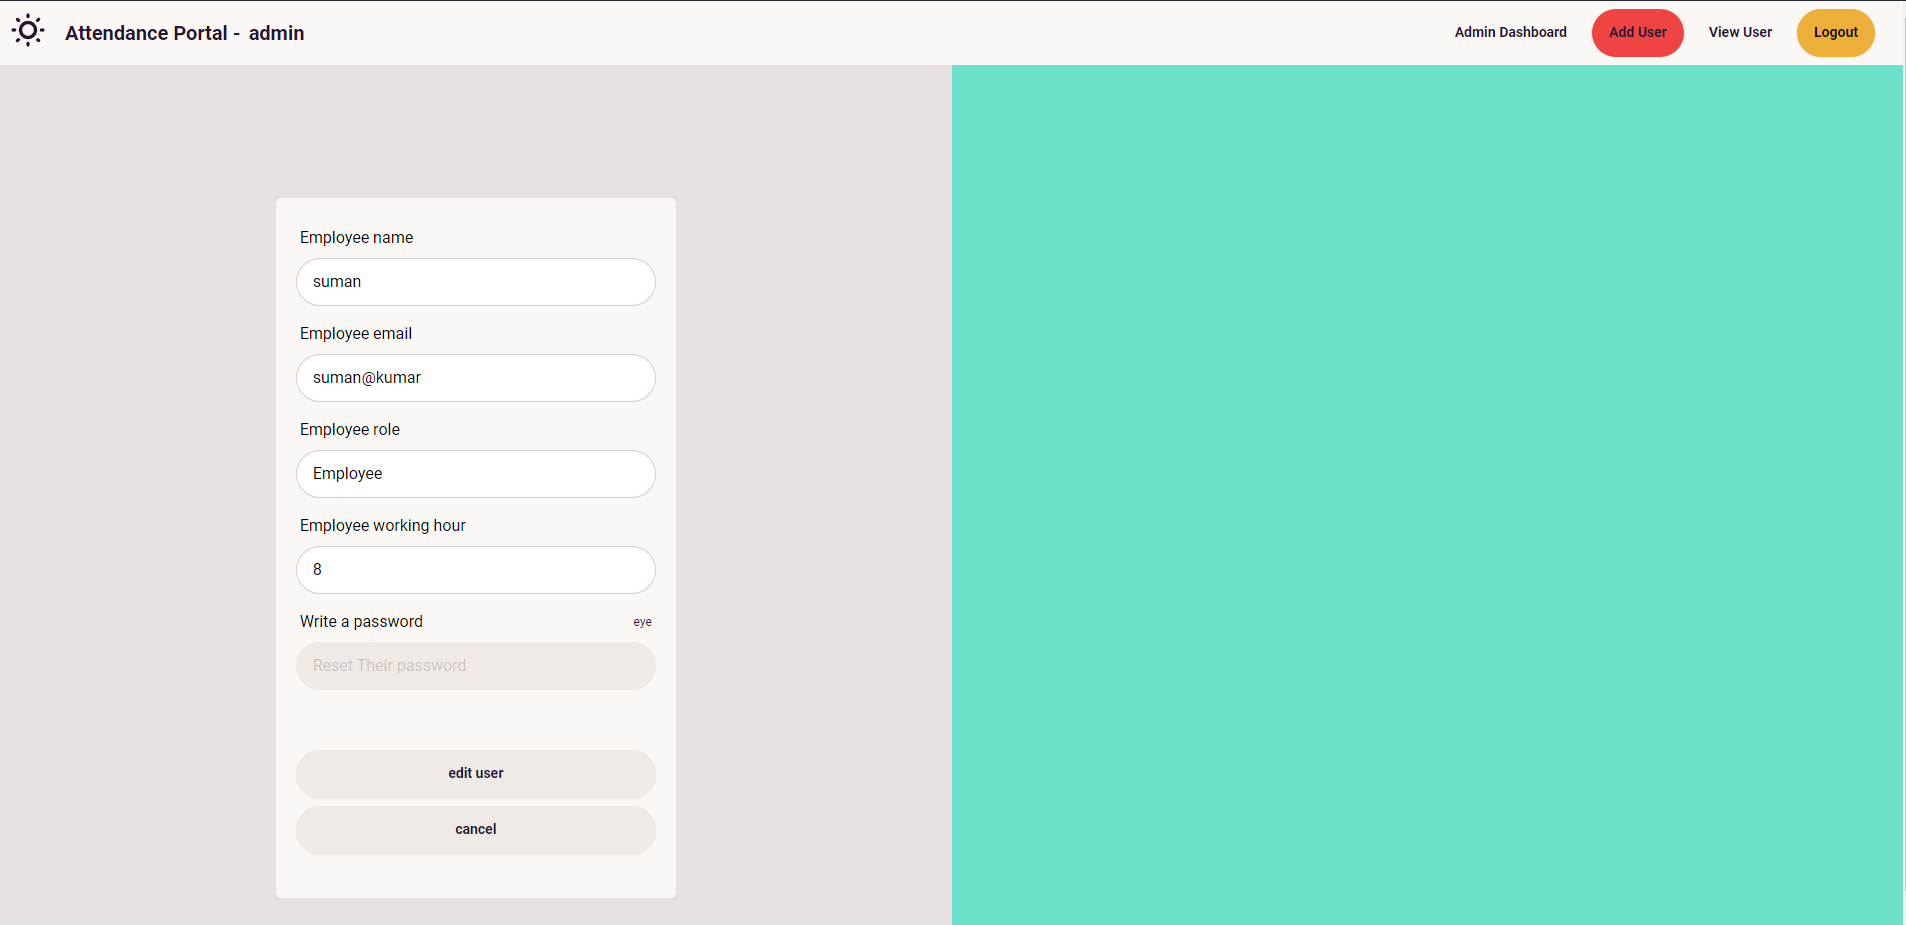 Attendance Portal - admin
Admin Dashboard
Add User
View User
Logout
Employee name
suman
Employee email
suman@kumar
Employee role
Employee
Employee working hour
8
Write a password eye
Reset Their password
edit user
cancel